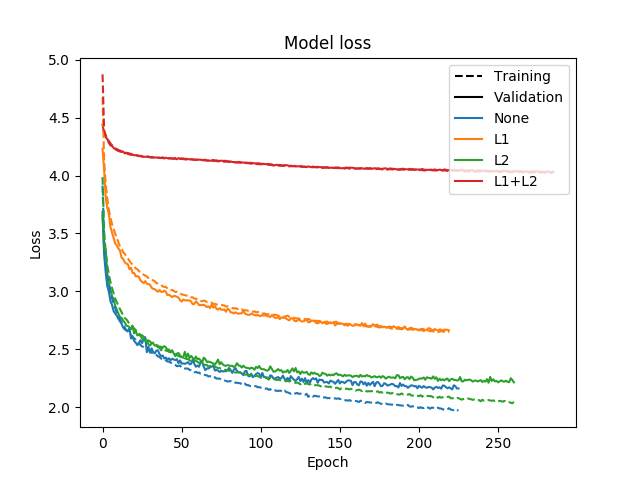 Model loss
5.0
4.5
4.0
3.5
3.0
2.5
2.0
Loss
0 50 100 150 200 250
Epoch
Training
Validation
None
L1
L2
L1+L2